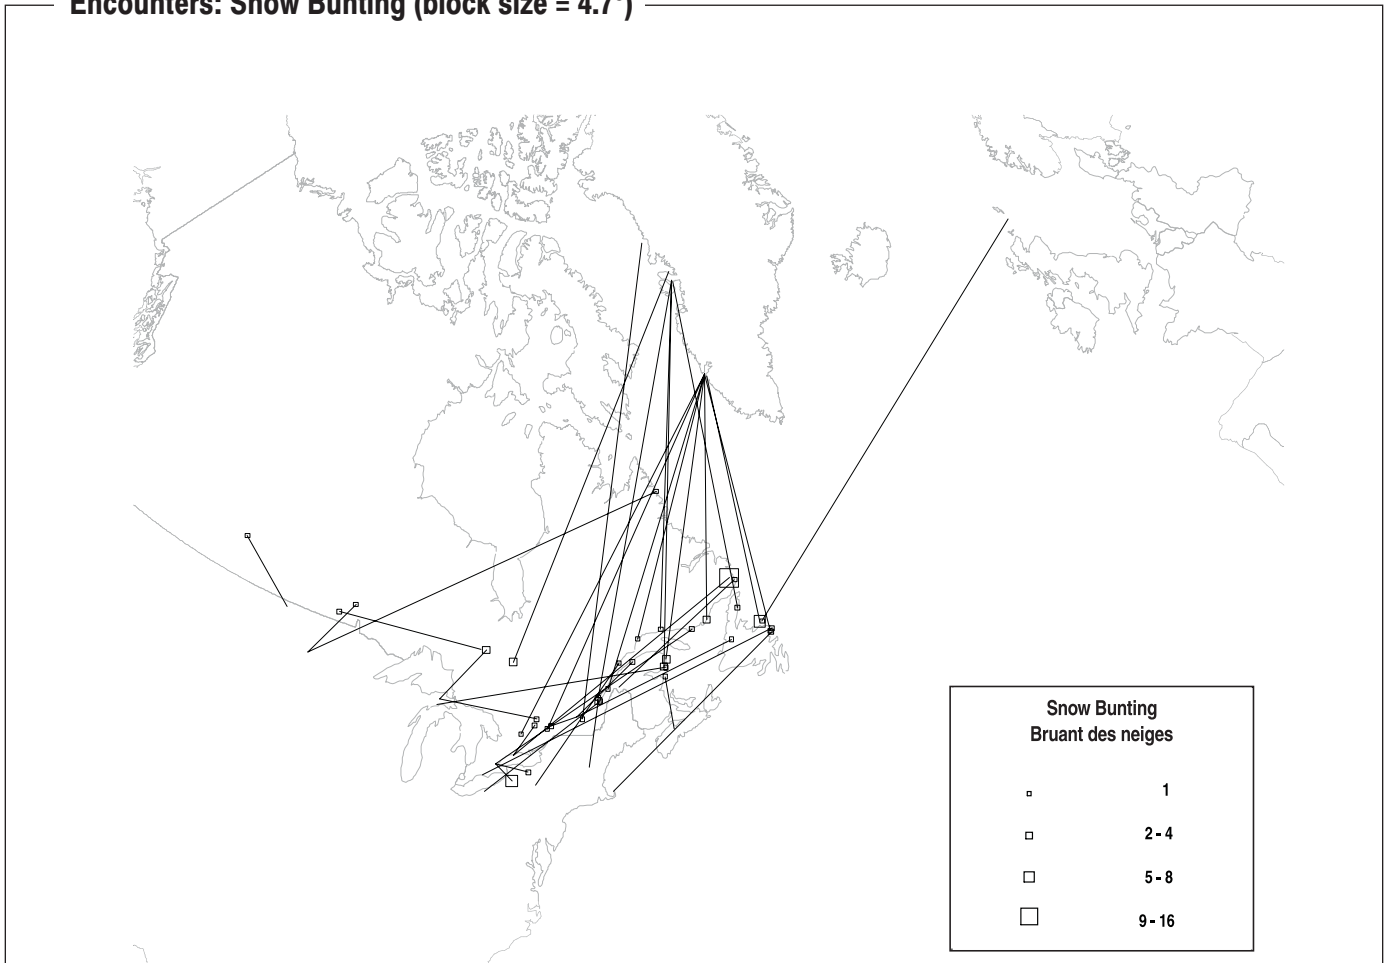 Encounters: Snow Bunting (block size = 4.7°)
Snow Bunting
Bruant des neiges
1
2 - 4
5 - 8
9 - 16